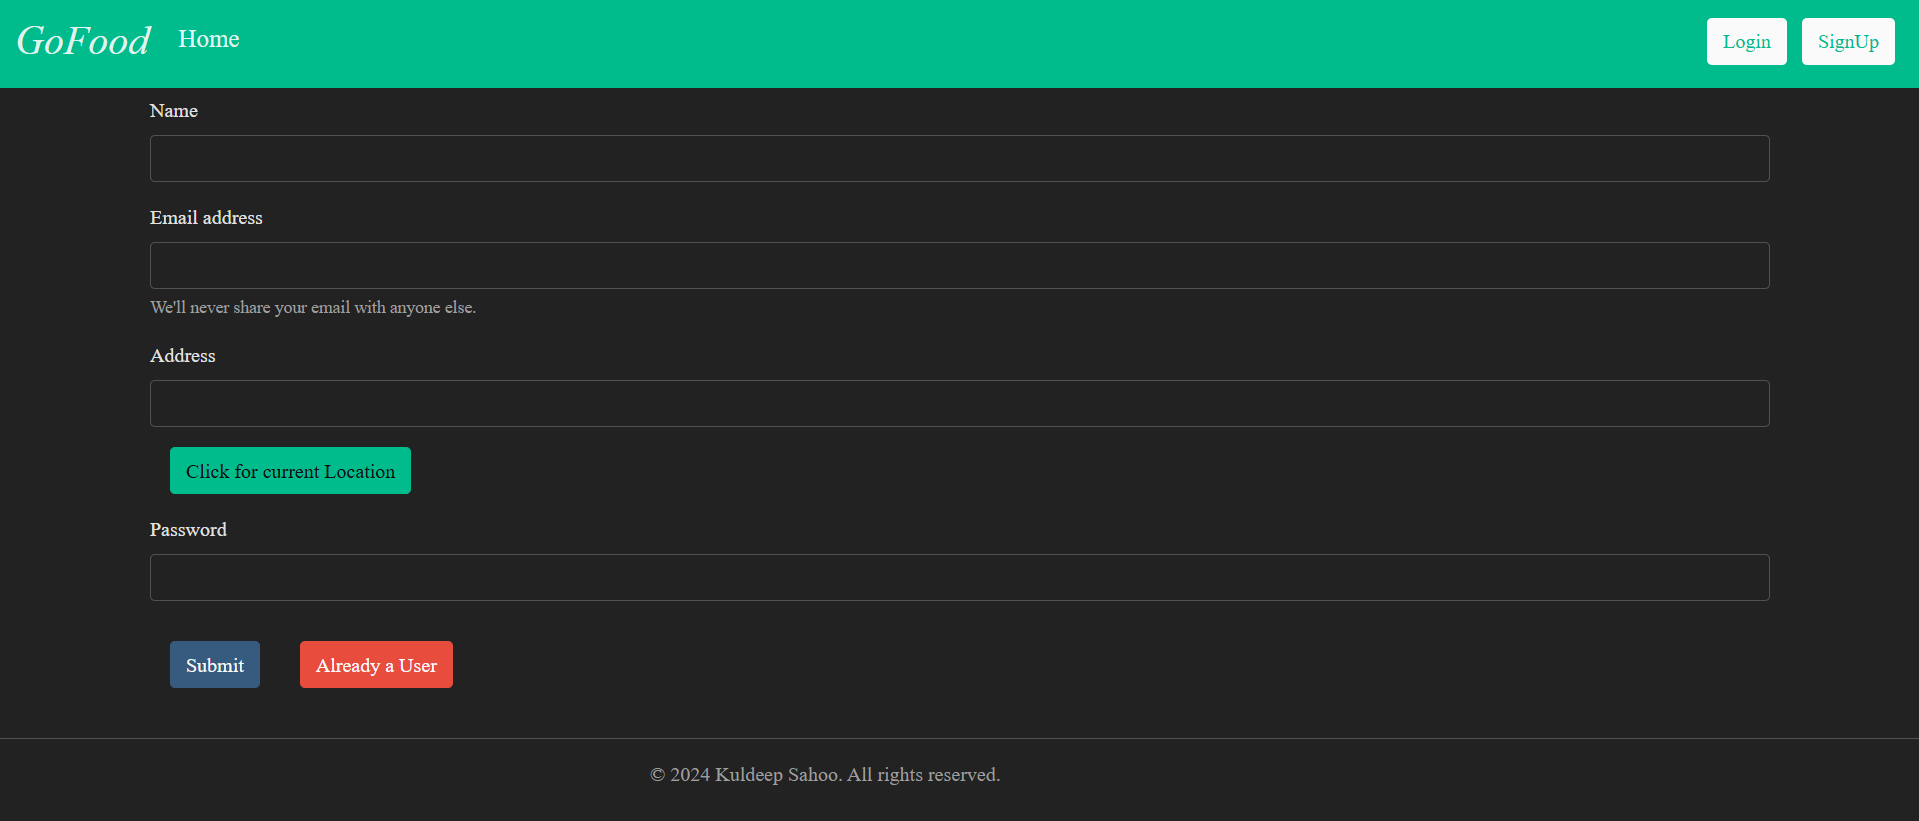 GoFood Home Login SignUp
Name
Email address
We'll never share your email with anyone else.
Address
Click for current Location
Password
Submit Already a User
© 2024 Kuldeep Sahoo. All rights reserved.